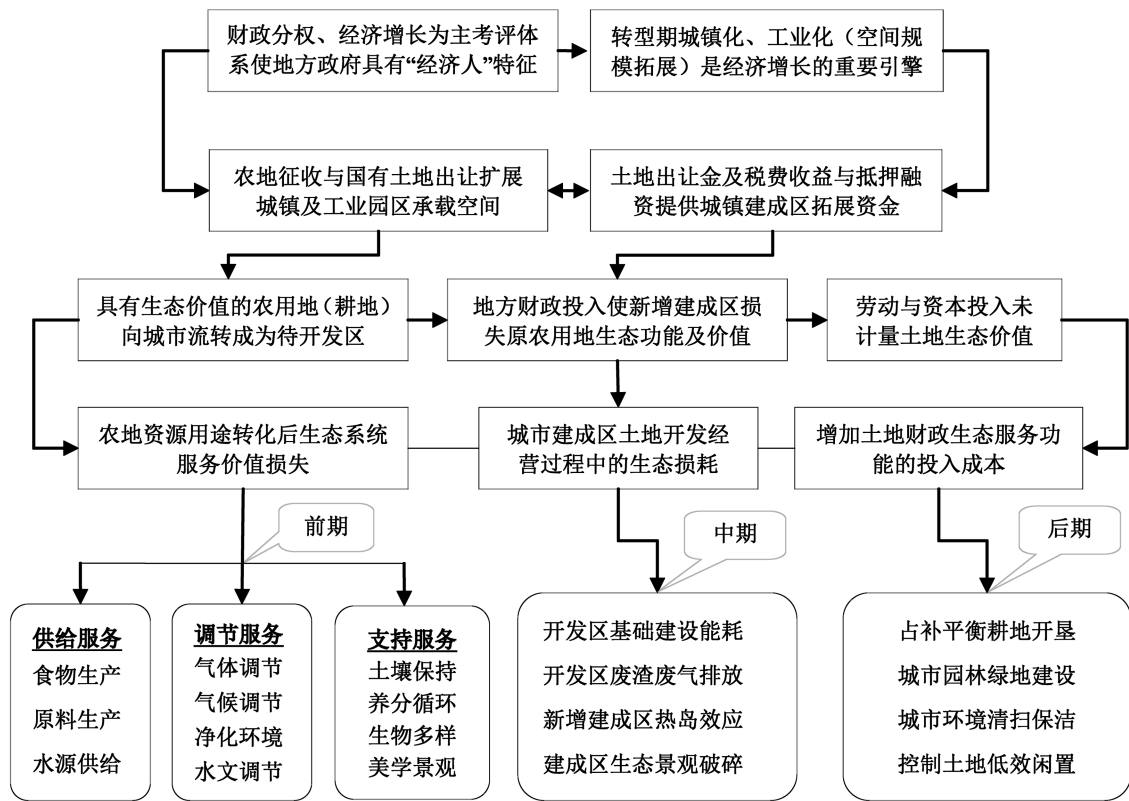 财政分权、经济增长为主考评体
系使地方政府具有“经济人”特征
转型期城镇化、工业化（空间规
模拓展）是经济增长的重要引擎
农地征收与国有土地出让扩展
城镇及工业园区承载空间
土地出让金及税费收益与抵押融
资提供城镇建成区拓展资金
具有生态价值的农用地（耕地）
向城市流转成为待开发区
地方财政投入使新增建成区损
失原农用地生态功能及价值
劳动与资本投入未
计量土地生态价值
农地资源用途转化后生态系统
服务价值损失
城市建成区土地开发经
营过程中的生态损耗
增加土地财政生态服务功
能的投入成本
前期
中期
后期
供给服务
食物生产
原料生产
水源供给
调节服务
气体调节
气候调节
净化环境
水文调节
支持服务
土壤保持
养分循环
生物多样
美学景观
开发区基础建设能耗
开发区废渣废气排放
新增建成区热岛效应
建成区生态景观破碎
占补平衡耕地开垦
城市园林绿地建设
城市环境清扫保洁
控制土地低效闲置